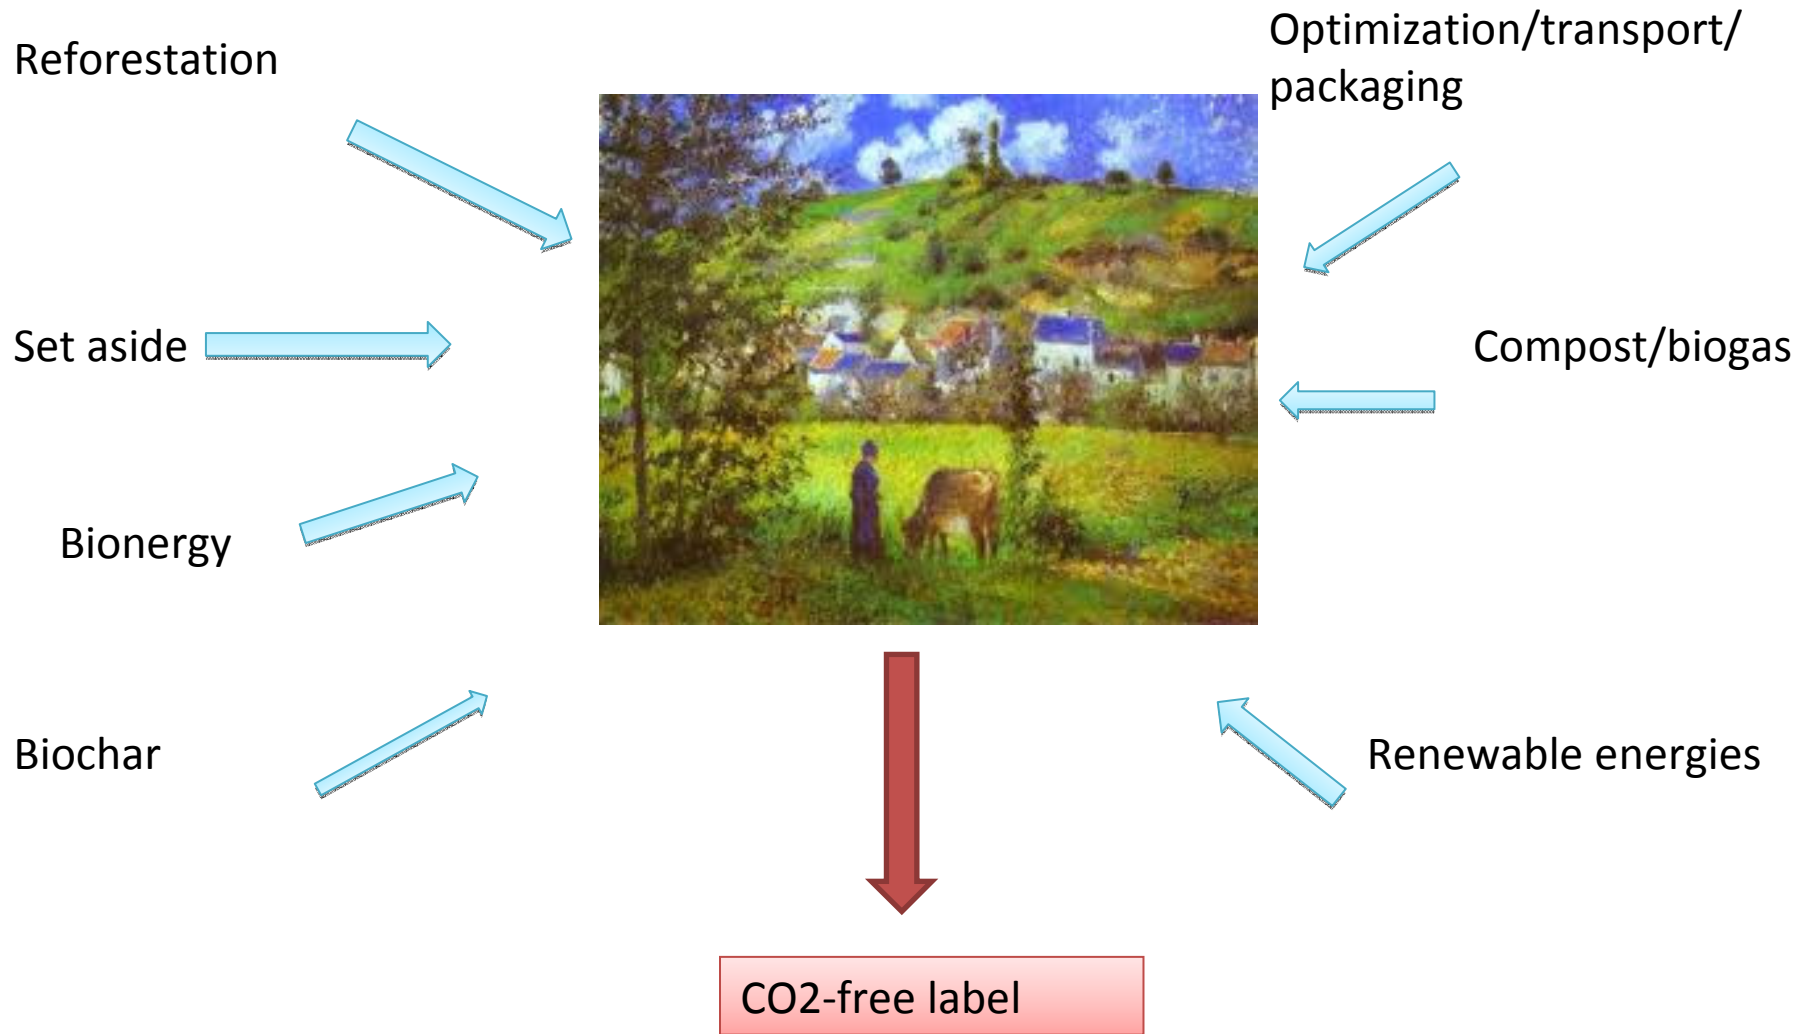 Reforestation
Optimization/transport/
packaging
Set aside
Compost/biogas
Bionergy
Biochar
Renewable energies
CO2-free label